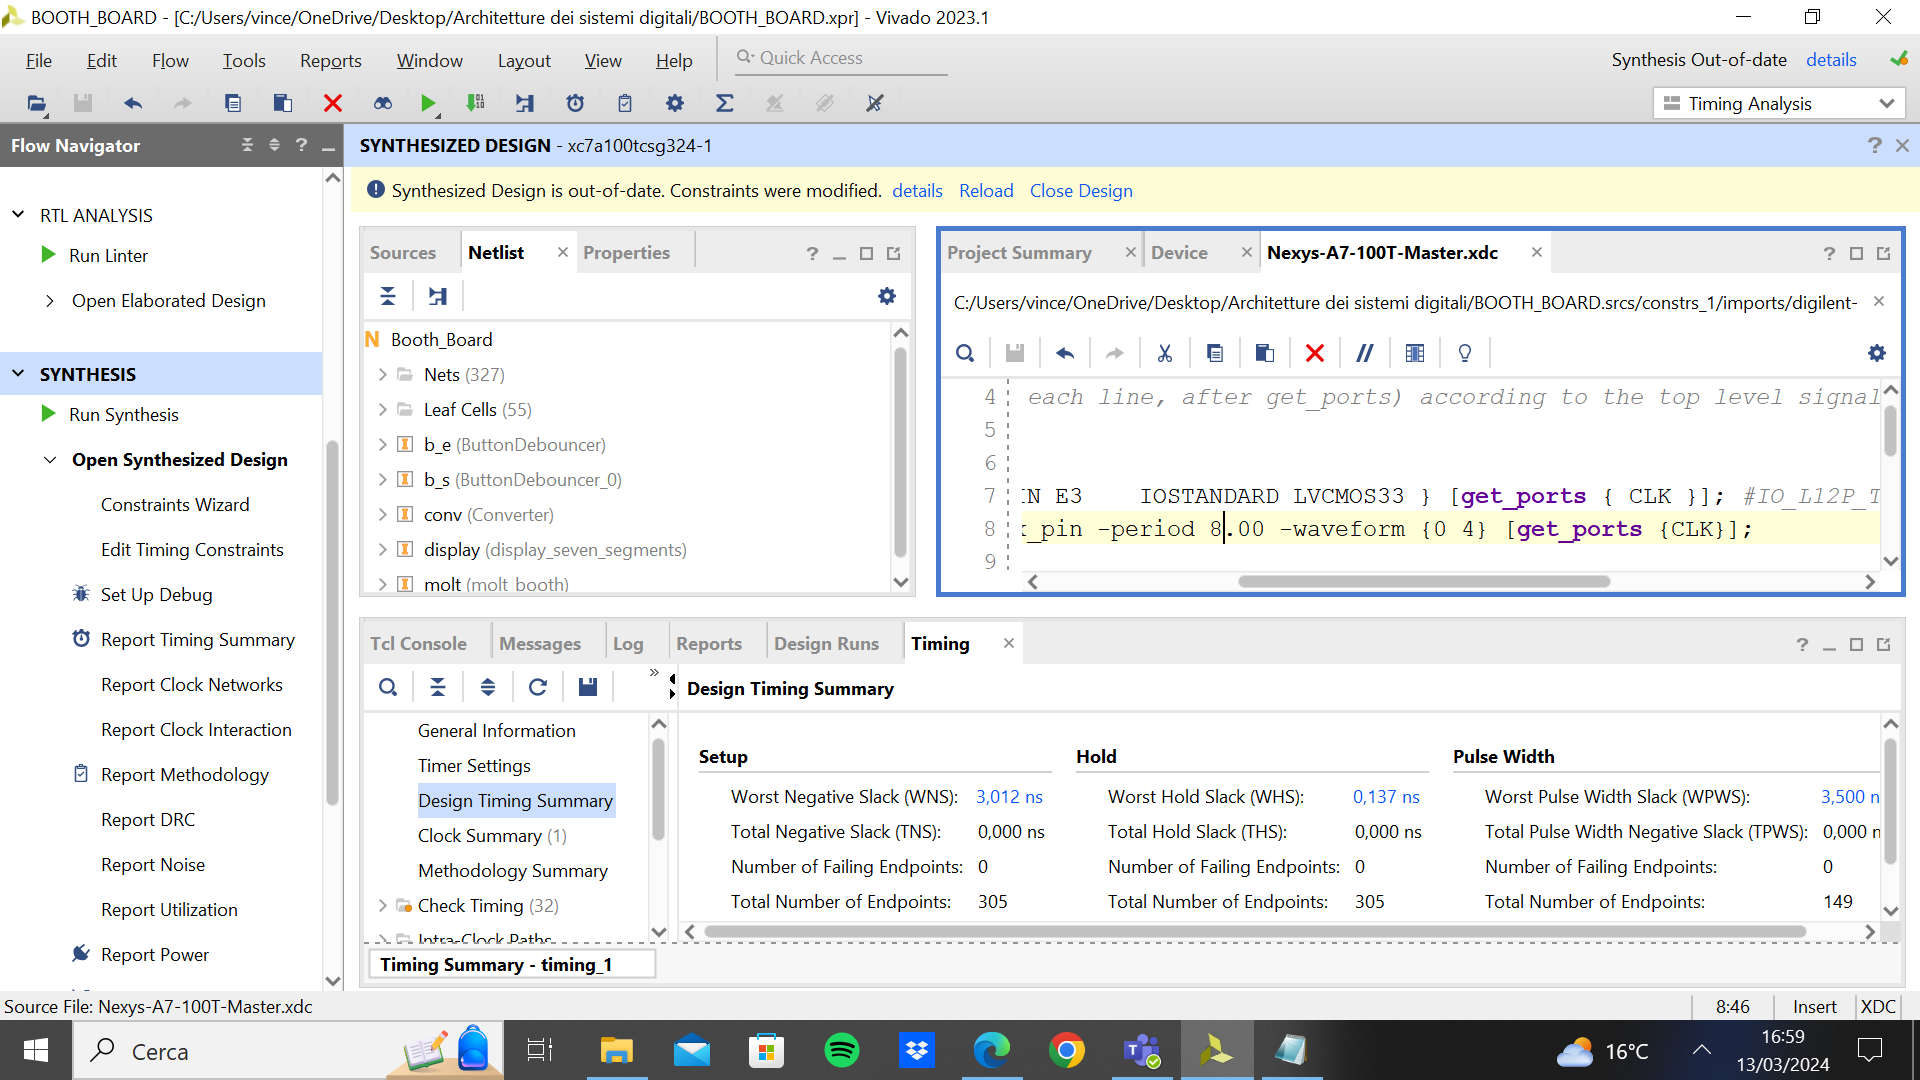 BOOTH_BOARD - [C:/Users/vince/OneDrive/Desktop/Architetture dei sistemi digitali/BOOTH_BOARD.xpr] - Vivado 2023.1
File Edit Flow Tools Reports Window Layout View Help Quick Access
Synthesis Out-of-date details
Timing Analysis
Flow Navigator
SYNTHESIZED DESIGN - xc7a100tcsg324-1
Synthesized Design is out-of-date. Constraints were modified. details Reload Close Design
RTL ANALYSIS
Run Linter
Open Elaborated Design
SYNTHESIS
Run Synthesis
Open Synthesized Design
Constraints Wizard
Edit Timing Constraints
Set Up Debug
Report Timing Summary
Report Clock Networks
Report Clock Interaction
Report Methodology
Report DRC
Report Noise
Report Utilization
Report Power
Sources Netlist Properties
Booth_Board
Nets (327)
Leaf Cells (55)
b_e (ButtonDebouncer)
b_s (ButtonDebouncer_0)
conv (Converter)
display (display_seven_segments)
molt (molt_booth)
Project Summary Device Nexys-A7-100T-Master.xdc
C:/Users/vince/OneDrive/Desktop/Architetture dei sistemi digitali/BOOTH_BOARD.srcs/constrs_1/imports/digilent-
4 each line, after get_ports) according to the top level signal
5
6
7 IN E3 IOSTANDARD LVCMOS33 } [get_ports { CLK }]; #IO_L12P_T
8 k_pin -period 8.00 -waveform {0 4} [get_ports {CLK}];
9
Tcl Console Messages Log Reports Design Runs Timing
Design Timing Summary
General Information
Timer Settings
Design Timing Summary
Clock Summary (1)
Methodology Summary
Check Timing (32)
Intra-Clock Paths
Setup Hold Pulse Width
Worst Negative Slack (WNS): 3,012 ns Worst Hold Slack (WHS): 0,137 ns Worst Pulse Width Slack (WPWS): 3,500 n
Total Negative Slack (TNS): 0,000 ns Total Hold Slack (THS): 0,000 ns Total Pulse Width Negative Slack (TPWS): 0,000 n
Number of Failing Endpoints: 0 Number of Failing Endpoints: 0 Number of Failing Endpoints: 0
Total Number of Endpoints: 305 Total Number of Endpoints: 305 Total Number of Endpoints: 149
Timing Summary - timing_1
Source File: Nexys-A7-100T-Master.xdc
8:46 Insert XDC
Cerca
16°C
16:59
13/03/2024